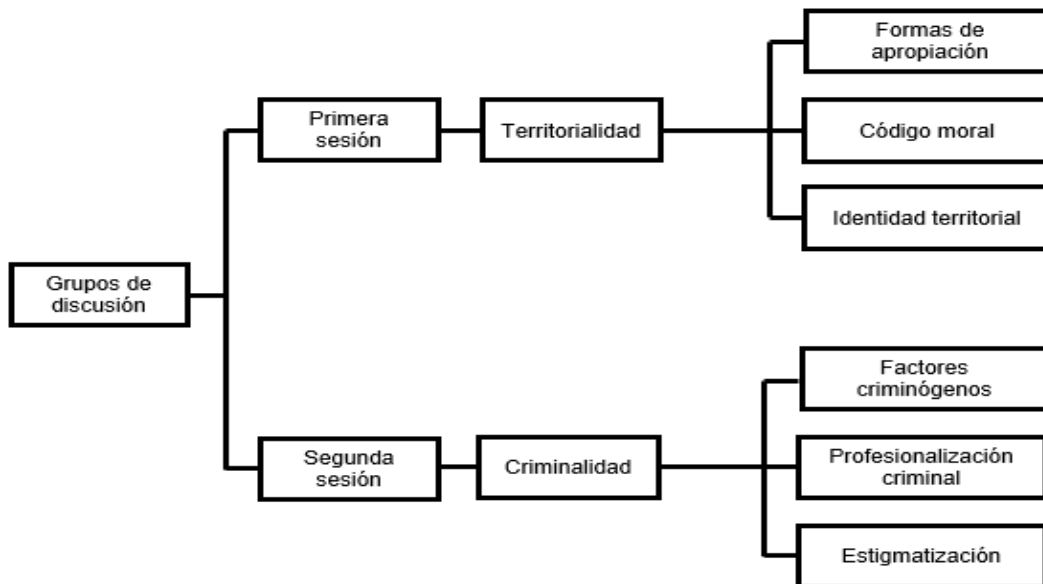 Grupos de
discusión
Primera
sesión
Territorialidad
Formas de
apropiación
Código moral
Identidad territorial
Segunda
sesión
Criminalidad
Factores
criminógenos
Profesionalización
criminal
Estigmatización